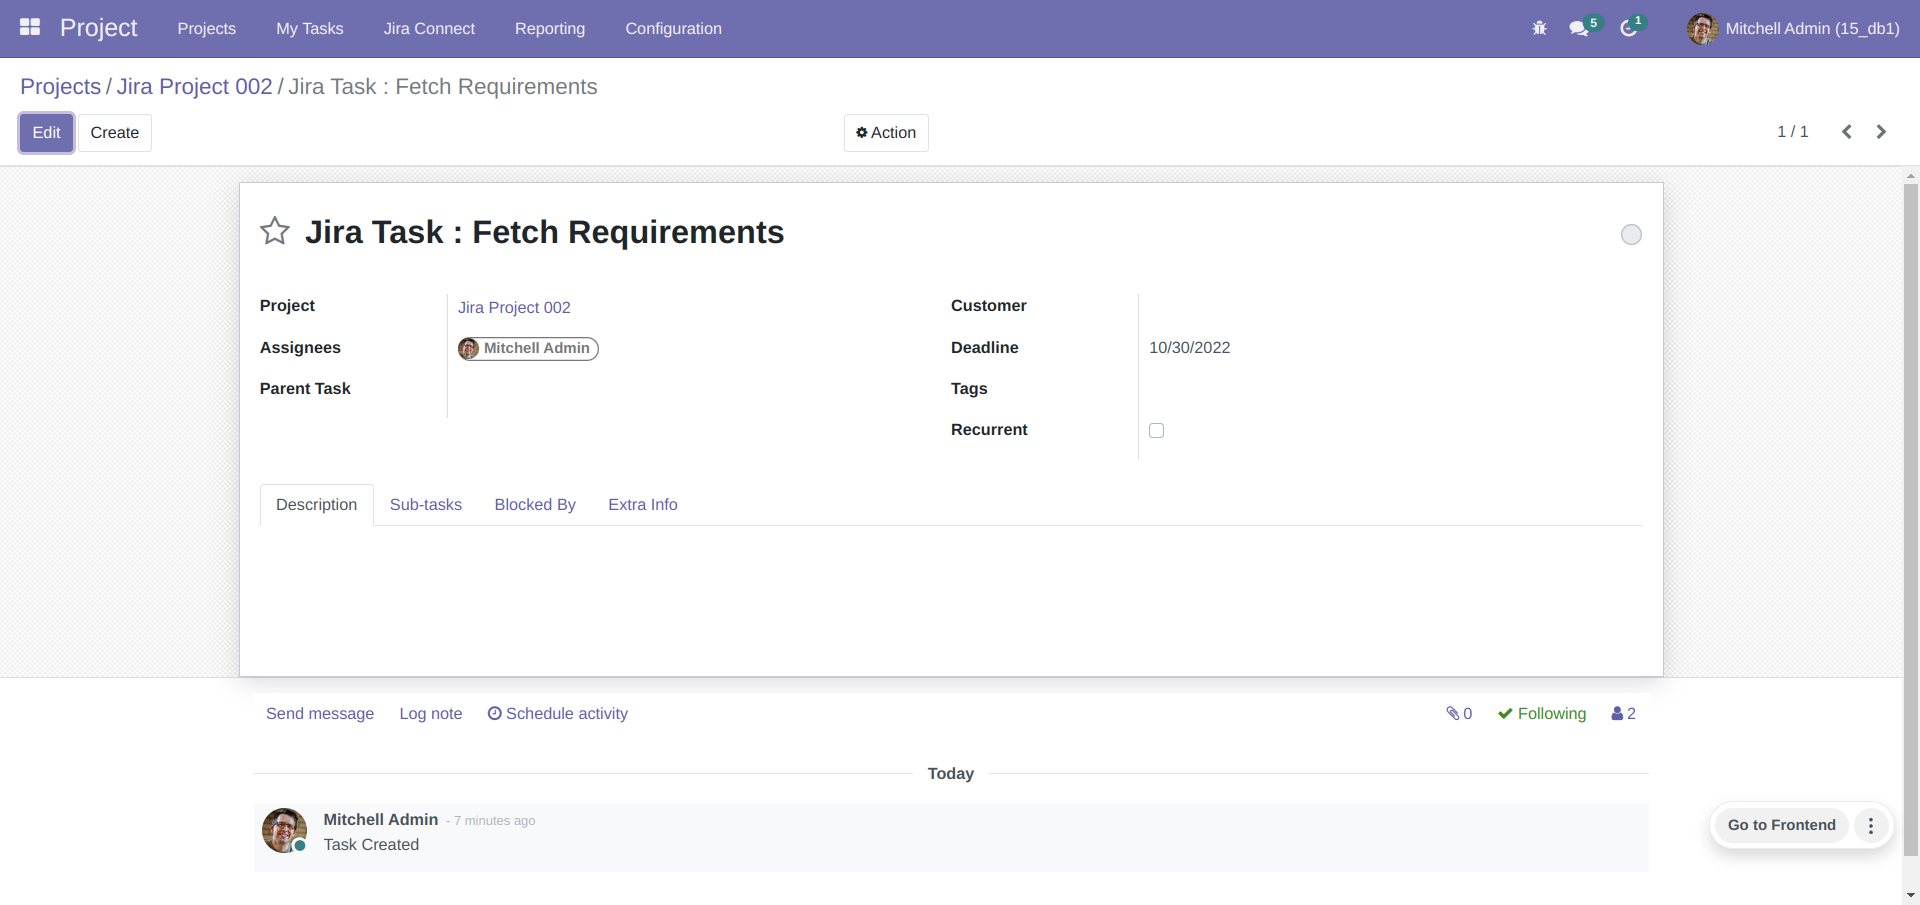 Project Projects My Tasks Jira Connect Reporting Configuration 5 1 Mitchell Admin (15_db1)
Projects / Jira Project 002 / Jira Task : Fetch Requirements
Edit Create Action 1 / 1
Jira Task : Fetch Requirements
Project Jira Project 002 Customer
Assignees Mitchell Admin Deadline 10/30/2022
Parent Task Tags
Recurrent
Description Sub-tasks Blocked By Extra Info
Send message Log note Schedule activity 0 Following 2
Today
Mitchell Admin - 7 minutes ago
Task Created
Go to Frontend